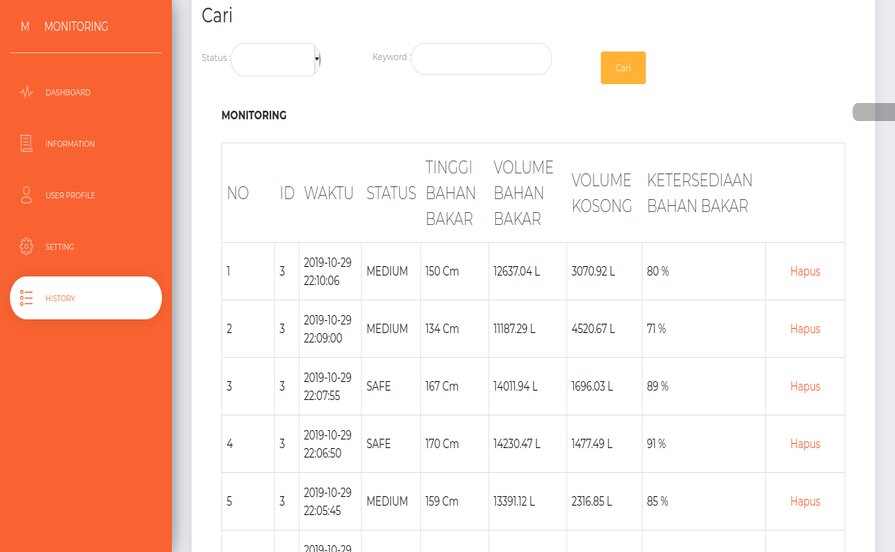 M MONITORING
DASHBOARD
INFORMATION
USER PROFILE
SETTING
HISTORY
Cari
Status :
Keyword :
Cari
MONITORING
NO ID WAKTU STATUS TINGGI BAHAN BAKAR VOLUME BAHAN BAKAR VOLUME KOSONG KETERSEDIAAN BAHAN BAKAR
1 3 2019-10-29 22:10:06 MEDIUM 150 Cm 12637.04 L 3070.92 L 80 % Hapus
2 3 2019-10-29 22:09:00 MEDIUM 134 Cm 11187.29 L 4520.67 L 71 % Hapus
3 3 2019-10-29 22:07:55 SAFE 167 Cm 14011.94 L 1696.03 L 89 % Hapus
4 3 2019-10-29 22:06:50 SAFE 170 Cm 14230.47 L 1477.49 L 91 % Hapus
5 3 2019-10-29 22:05:45 MEDIUM 159 Cm 13391.12 L 2316.85 L 85 % Hapus
2019-10-29